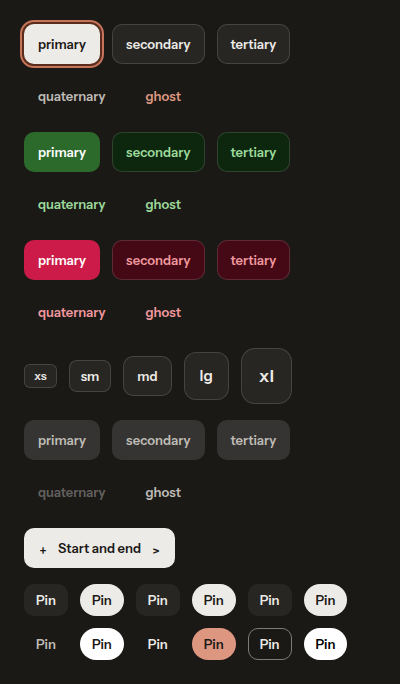 primary secondary tertiary
quaternary ghost
primary secondary tertiary
quaternary ghost
primary secondary tertiary
quaternary ghost
xs sm md lg xl
primary secondary tertiary
quaternary ghost
+ Start and end >
Pin Pin Pin Pin Pin Pin
Pin Pin Pin Pin Pin Pin